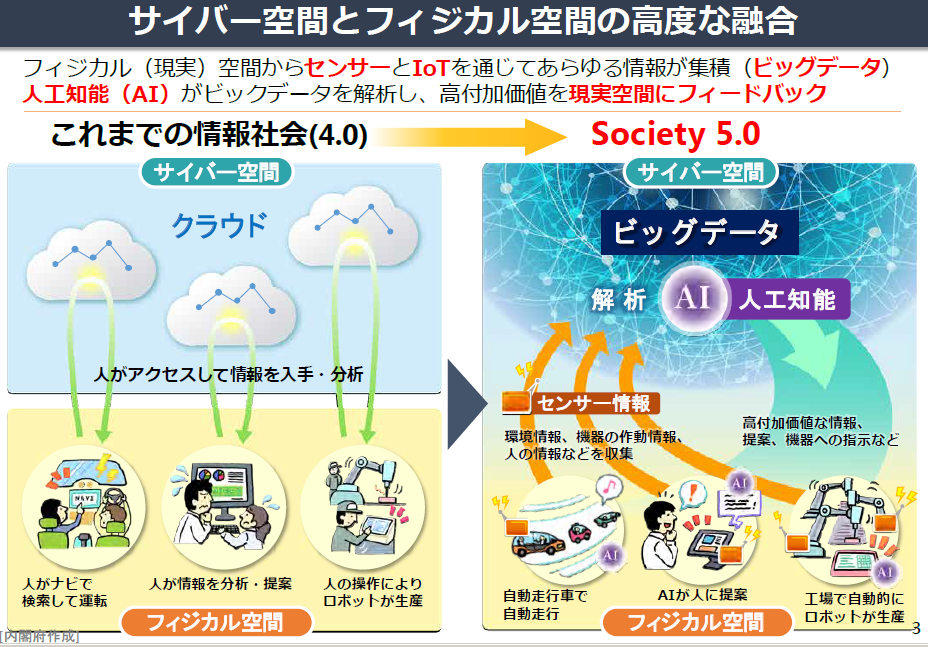 サイバー空間とフィジカル空間の高度な融合
フィジカル（現実）空間からセンサーとIoTを通じてあらゆる情報が集積（ビッグデータ）
人工知能（AI）がビックデータを解析し、高付加価値を現実空間にフィードバック
これまでの情報社会(4.0)
Society 5.0
サイバー空間
クラウド
人がアクセスして情報を入手・分析
NAVI
人がナビで
検索して運転
人が情報を分析・提案
人の操作により
ロボットが生産
フィジカル空間
サイバー空間
ビッグデータ
解析 AI 人工知能
センサー情報
環境情報、機器の作動情報、
人の情報などを収集
高付加価値な情報、
提案、機器への指示など
AI
AI
AI
自動走行車で
自動走行
AIが人に提案
工場で自動的に
ロボットが生産
フィジカル空間
[内閣府作成]
3